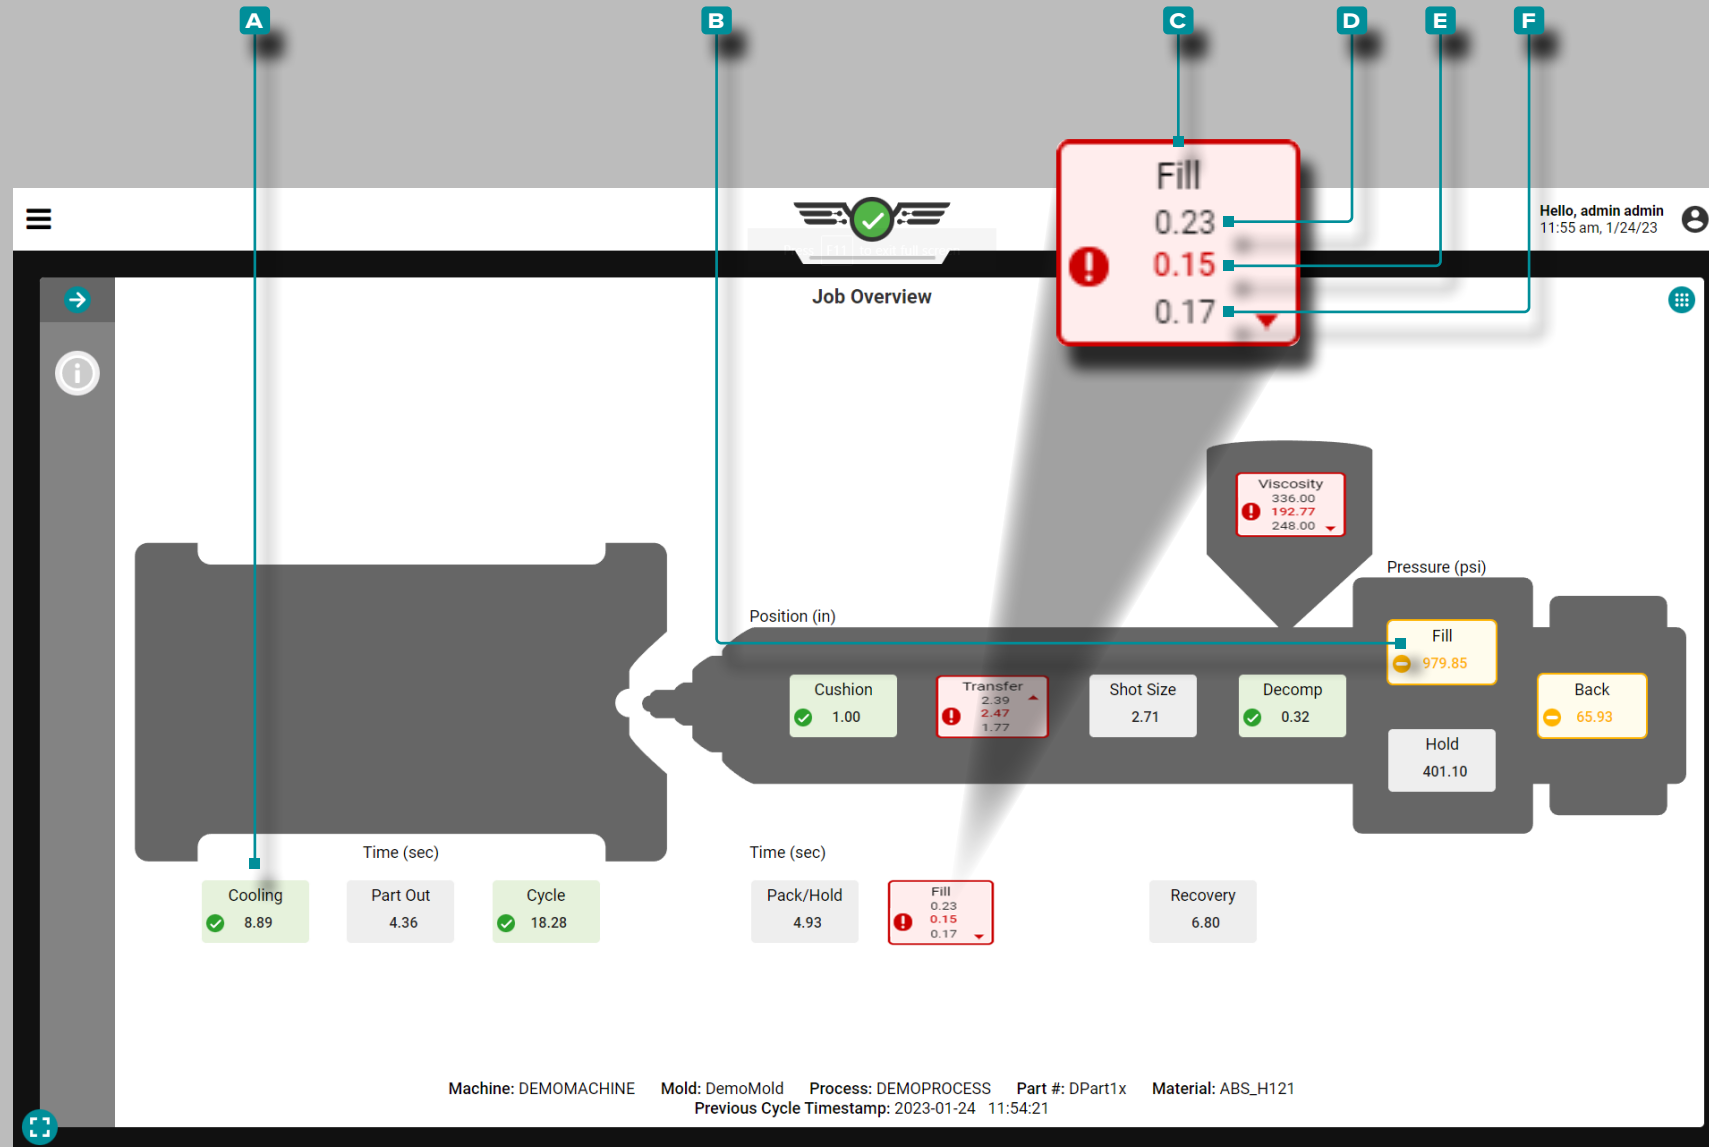 A
B
C
D
E
F
Fill
0.23
0.15
0.17
Hello, admin admin
11:55 am, 1/24/23
Job Overview
Viscosity
336.00
192.77
248.00
Pressure (psi)
Position (in)
Fill
979.85
Cushion
1.00
Transfer
2.39
2.47
1.77
Shot Size
2.71
Decomp
0.32
Back
65.93
Hold
401.10
Time (sec)
Time (sec)
Cooling
8.89
Part Out
4.36
Cycle
18.28
Pack/Hold
4.93
Fill
0.23
0.15
0.17
Recovery
6.80
Machine: DEMOMACHINE Mold: DemoMold Process: DEMOPROCESS Part #: DPart1x Material: ABS_H121
Previous Cycle Timestamp: 2023-01-24 11:54:21